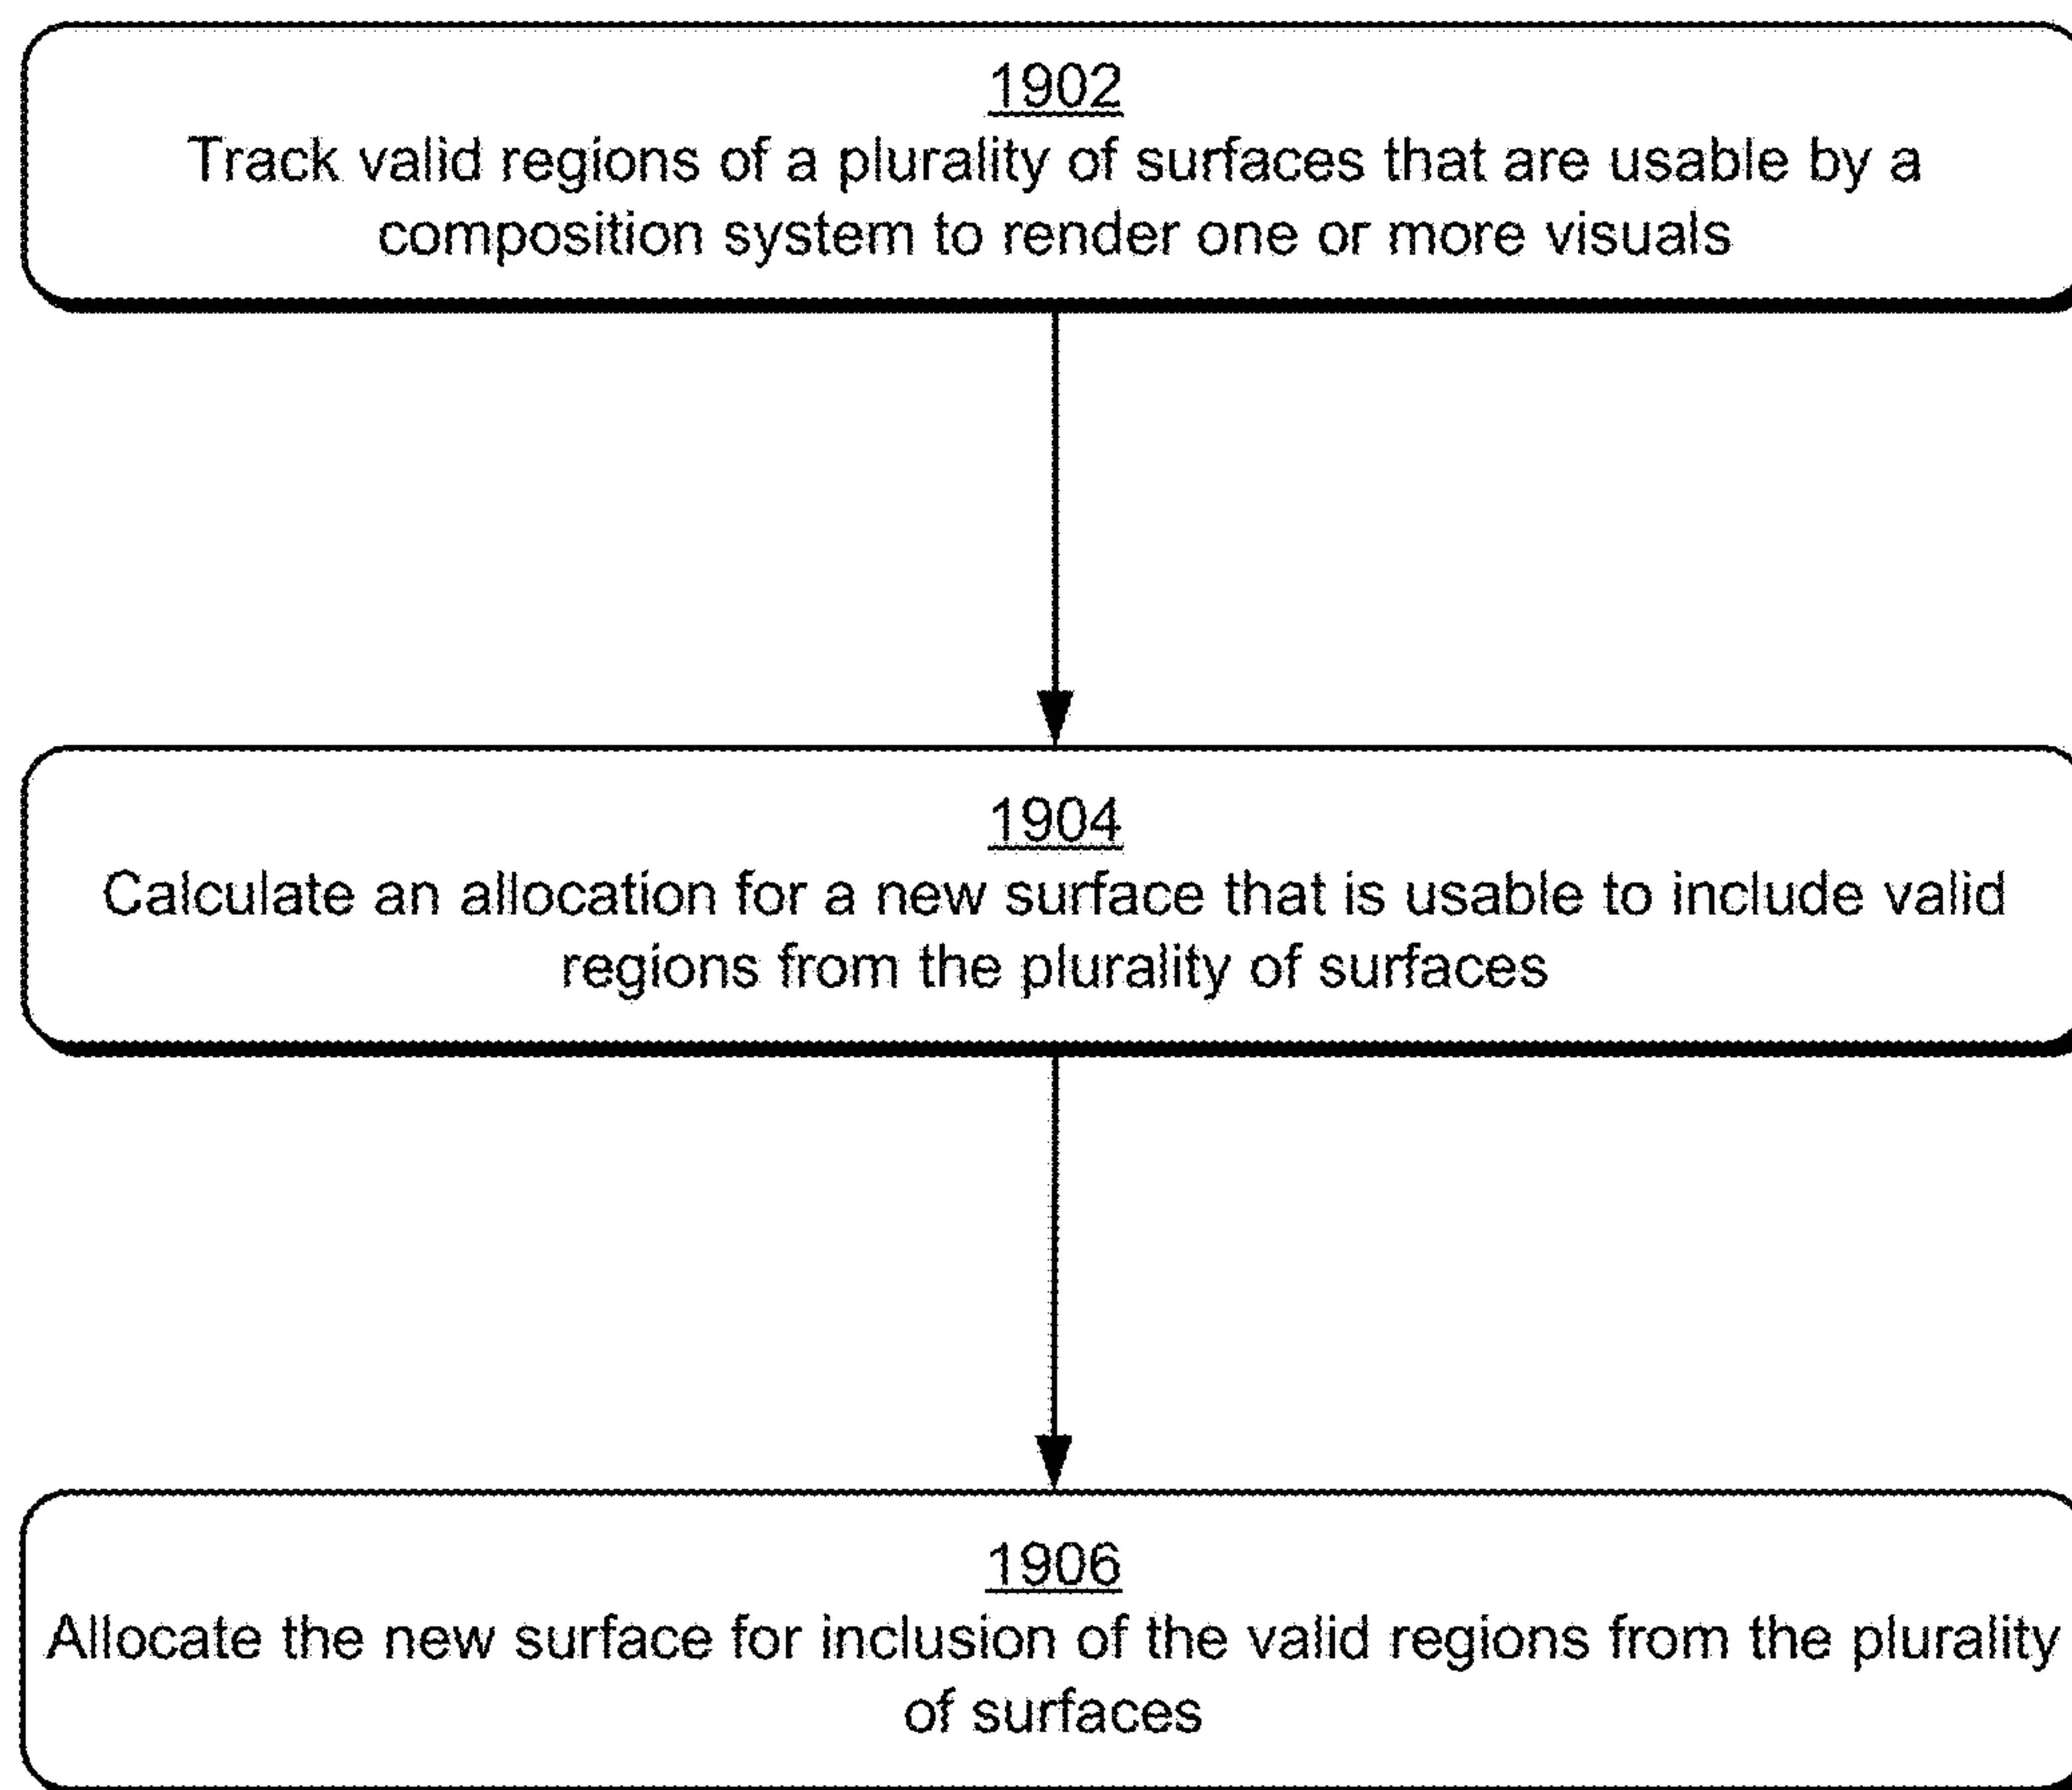 1902
Track valid regions of a plurality of surfaces that are usable by a
composition system to render one or more visuals
1904
Calculate an allocation for a new surface that is usable to include valid
regions from the plurality of surfaces
1906
Allocate the new surface for inclusion of the valid regions from the plurality
of surfaces